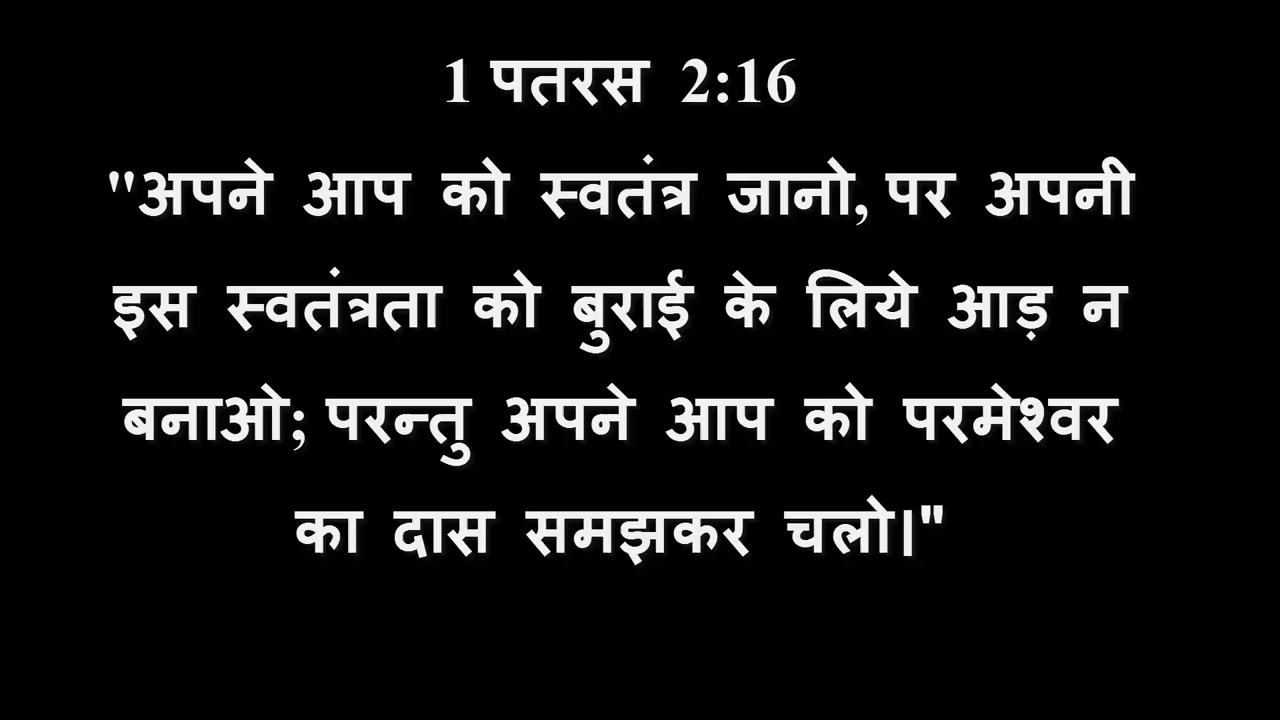 1 पतरस 2:16
"अपने आप को स्वतंत्र जानो, पर अपनी
इस स्वतंत्रता को बुराई के लिये आड़ न
बनाओ; परन्तु अपने आप को परमेश्वर
का दास समझकर चलो।"